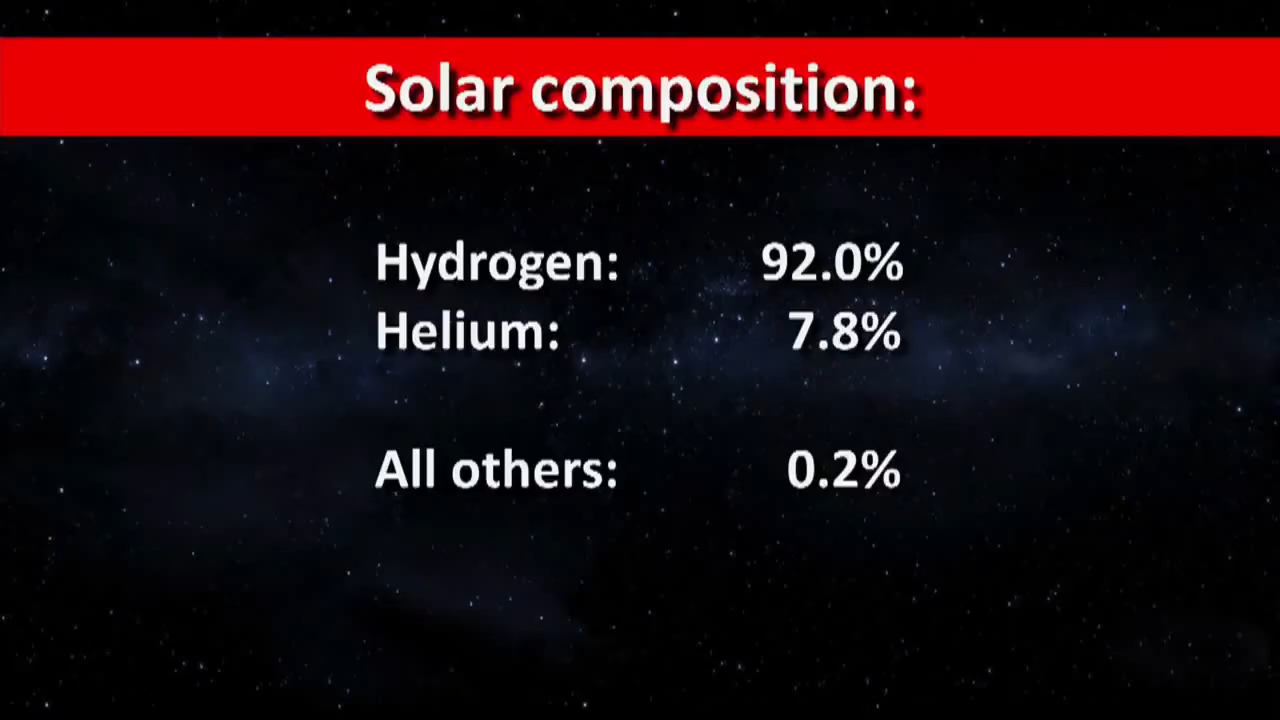 Solar composition:
Hydrogen: 92.0%
Helium: 7.8%
All others: 0.2%